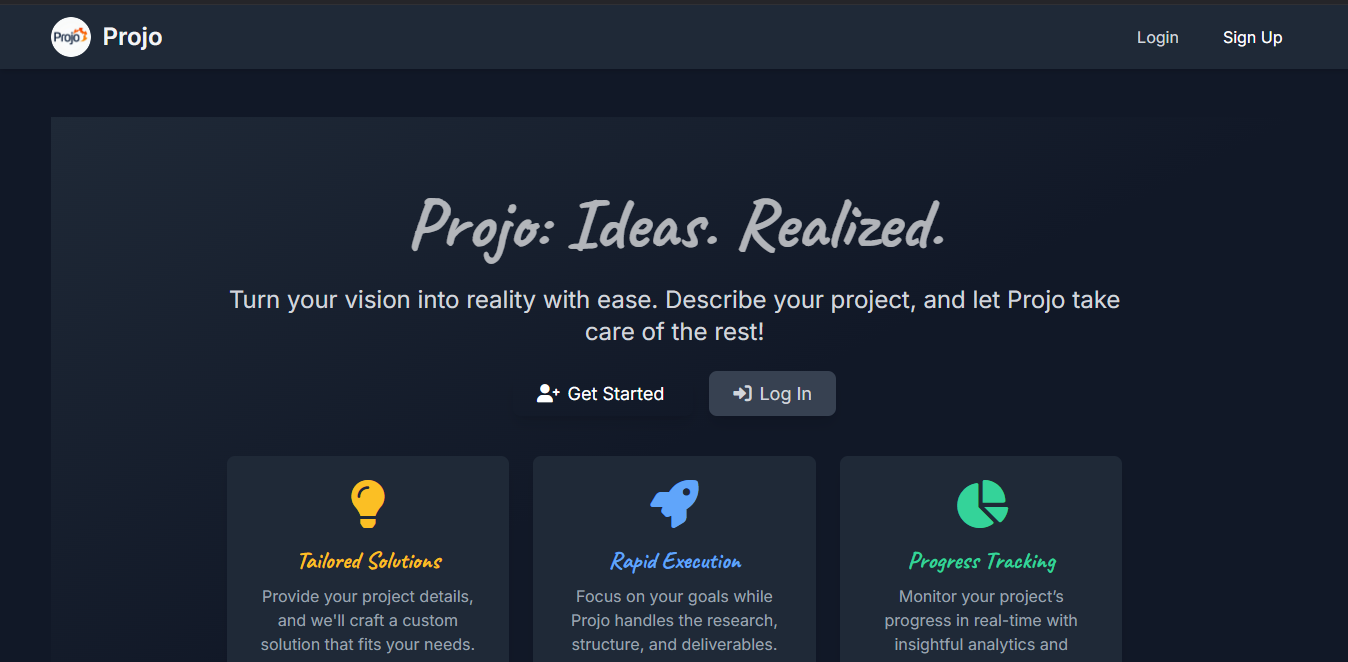 Projo
Projo
Login
Sign Up
Projo: Ideas. Realized.
Turn your vision into reality with ease. Describe your project, and let Projo take
care of the rest!
Get Started
Log In
Tailored Solutions
Provide your project details,
and we'll craft a custom
solution that fits your needs.
Rapid Execution
Focus on your goals while
Projo handles the research,
structure, and deliverables.
Progress Tracking
Monitor your project’s
progress in real-time with
insightful analytics and